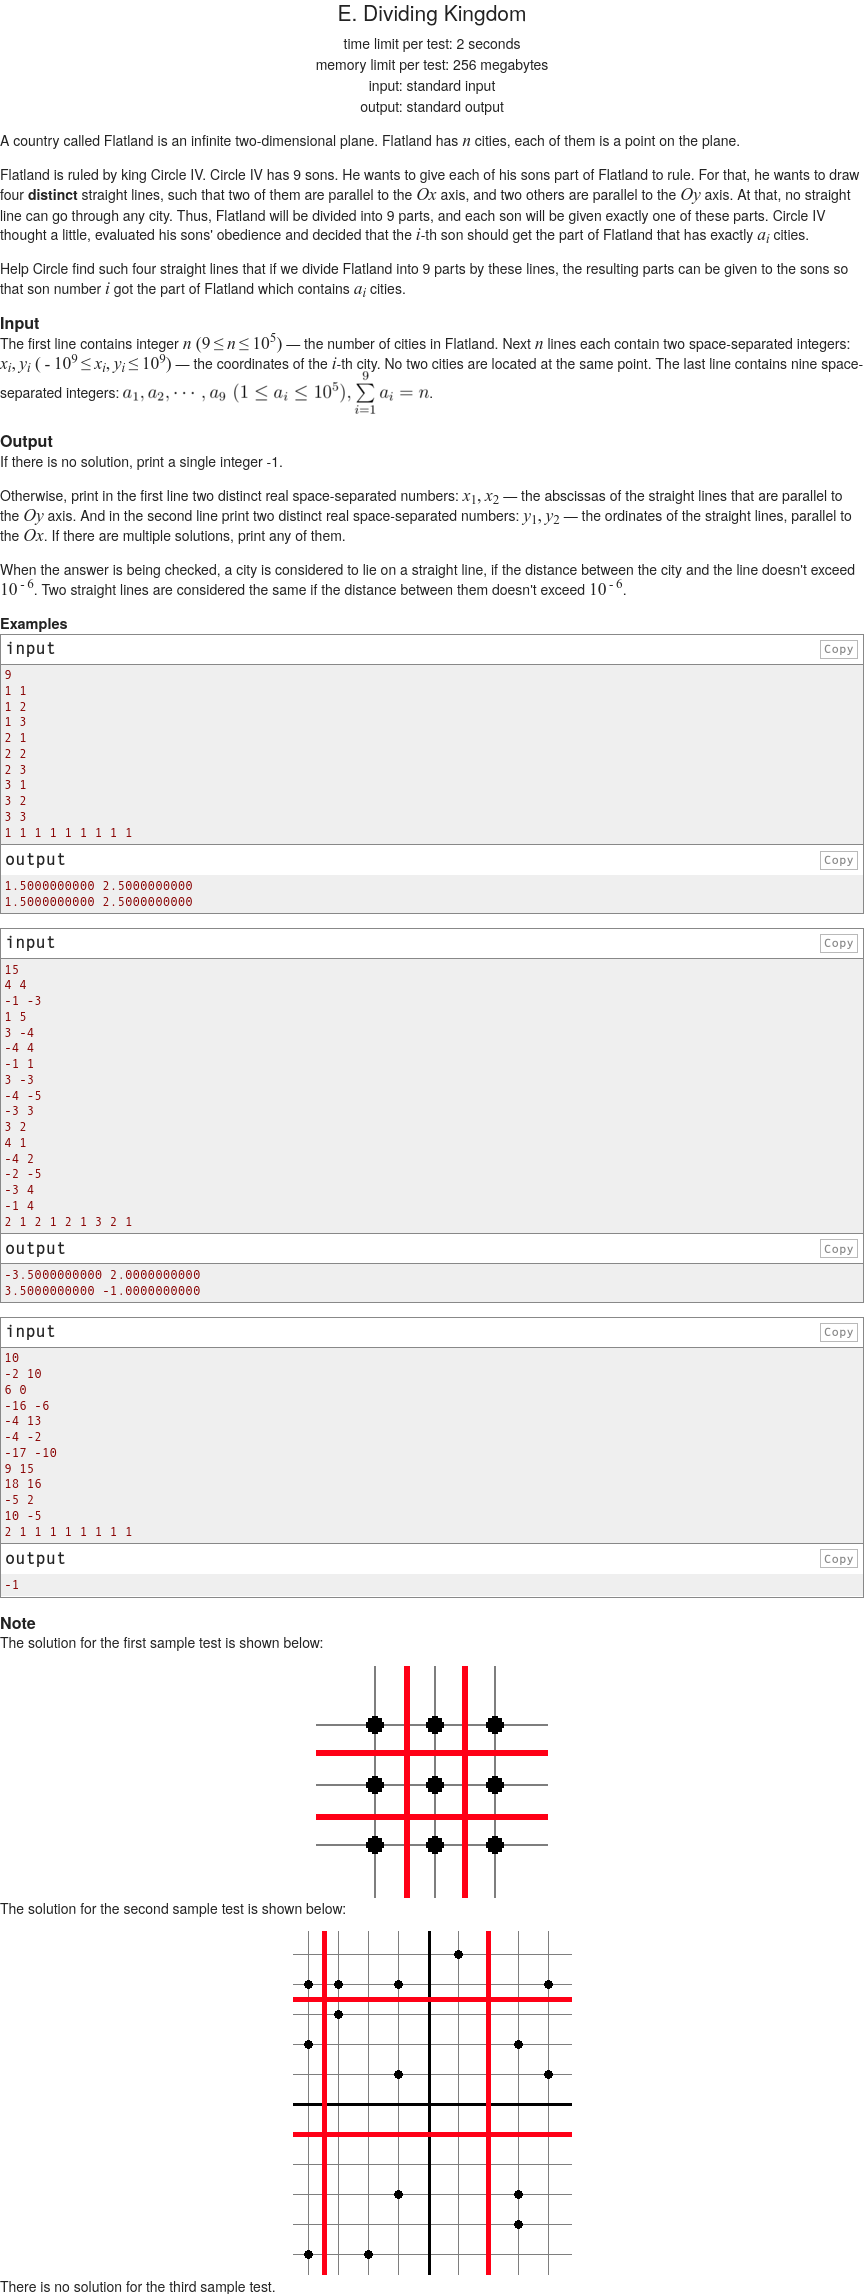 E. Dividing Kingdom
time limit per test: 2 seconds
memory limit per test: 256 megabytes
input: standard input
output: standard output
A country called Flatland is an infinite two-dimensional plane. Flatland has n cities, each of them is a point on the plane.
Flatland is ruled by king Circle IV. Circle IV has 9 sons. He wants to give each of his sons part of Flatland to rule. For that, he wants to draw
four distinct straight lines, such that two of them are parallel to the Ox axis, and two others are parallel to the Oy axis. At that, no straight
line can go through any city. Thus, Flatland will be divided into 9 parts, and each son will be given exactly one of these parts. Circle IV
thought a little, evaluated his sons' obedience and decided that the i-th son should get the part of Flatland that has exactly a_i cities.
Help Circle find such four straight lines that if we divide Flatland into 9 parts by these lines, the resulting parts can be given to the sons so
that son number i got the part of Flatland which contains a_i cities.
Input
The first line contains integer n (9 ≤ n ≤ 10^5) — the number of cities in Flatland. Next n lines each contain two space-separated integers:
x_i, y_i ( - 10^9 ≤ x_i, y_i ≤ 10^9) — the coordinates of the i-th city. No two cities are located at the same point. The last line contains nine space-
separated integers: a_1, a_2, ⋯ , a_9 (1 ≤ a_i ≤ 10^5), \sum_{i=1}^{9} a_i = n.
Output
If there is no solution, print a single integer -1.
Otherwise, print in the first line two distinct real space-separated numbers: x_1, x_2 — the abscissas of the straight lines that are parallel to
the Oy axis. And in the second line print two distinct real space-separated numbers: y_1, y_2 — the ordinates of the straight lines, parallel to
the Ox. If there are multiple solutions, print any of them.
When the answer is being checked, a city is considered to lie on a straight line, if the distance between the city and the line doesn't exceed
10^{-6}. Two straight lines are considered the same if the distance between them doesn't exceed 10^{-6}.
Examples
input Copy
9
1 1
1 2
1 3
2 1
2 2
2 3
3 1
3 2
3 3
1 1 1 1 1 1 1 1 1
output Copy
1.5000000000 2.5000000000
1.5000000000 2.5000000000
input Copy
15
4 4
-1 -3
1 5
3 -4
-4 4
-1 1
3 -3
-4 -5
-3 3
3 2
4 1
-4 2
-2 -5
-3 4
-1 4
2 1 2 1 2 1 3 2 1
output Copy
-3.5000000000 2.0000000000
3.5000000000 -1.0000000000
input Copy
10
-2 10
6 0
-16 -6
-4 13
-4 -2
-17 -10
9 15
18 16
-5 2
10 -5
2 1 1 1 1 1 1 1 1
output Copy
-1
Note
The solution for the first sample test is shown below:
The solution for the second sample test is shown below:
There is no solution for the third sample test.